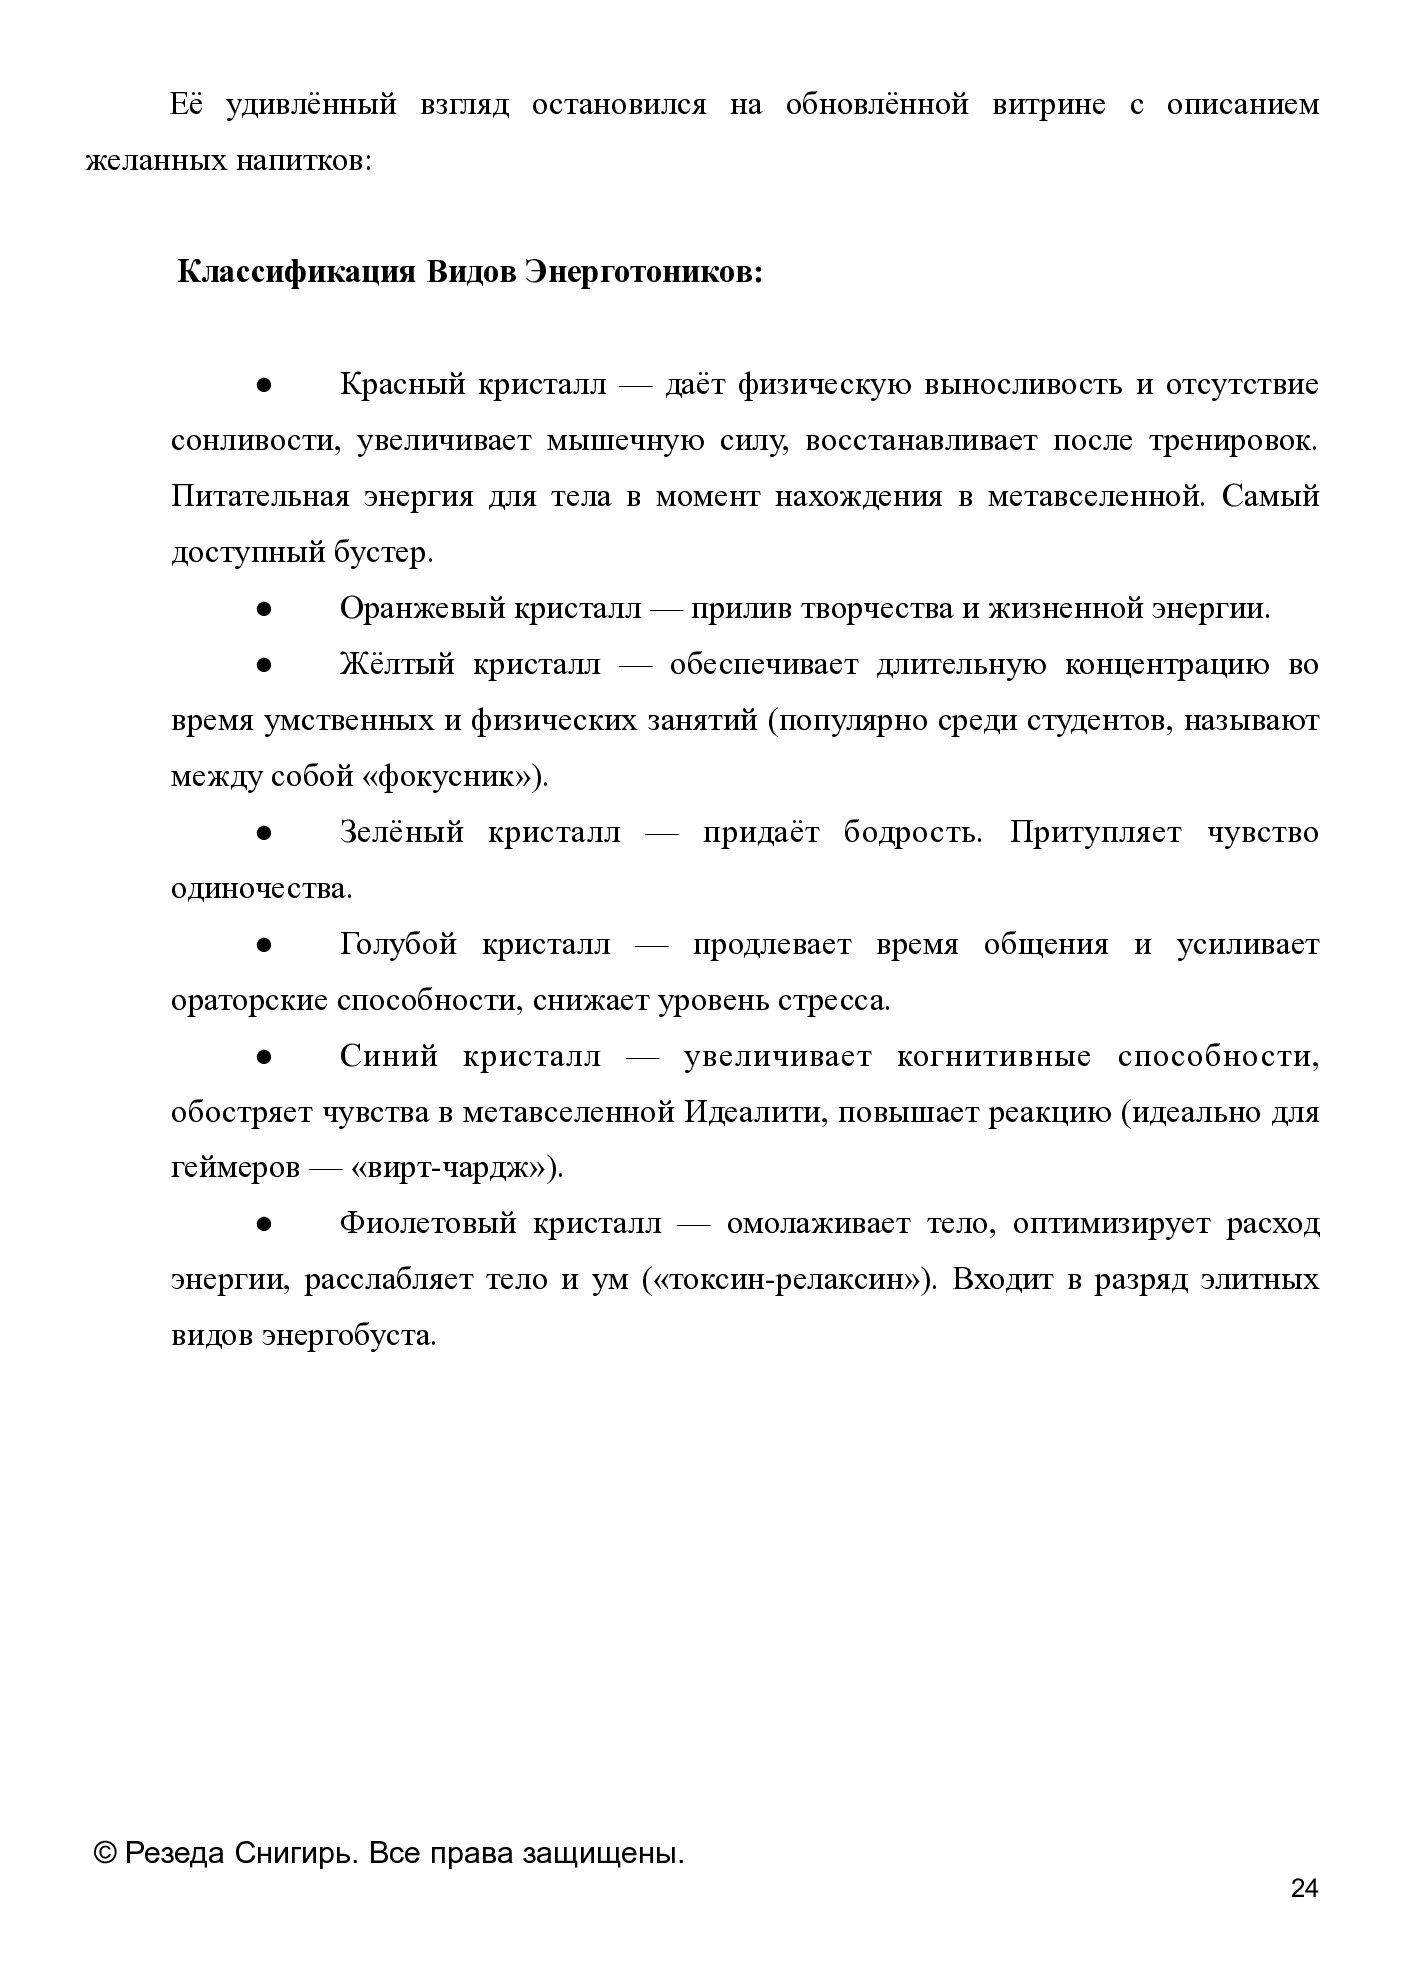 Её удивлённый взгляд остановился на обновлённой витрине с описанием
желанных напитков:
Классификация Видов Энерготоников:
● Красный кристалл — даёт физическую выносливость и отсутствие
сонливости, увеличивает мышечную силу, восстанавливает после тренировок.
Питательная энергия для тела в момент нахождения в метавселенной. Самый
доступный бустер.
● Оранжевый кристалл — прилив творчества и жизненной энергии.
● Жёлтый кристалл — обеспечивает длительную концентрацию во
время умственных и физических занятий (популярно среди студентов, называют
между собой «фокусник»).
● Зелёный кристалл — придаёт бодрость. Притупляет чувство
одиночества.
● Голубой кристалл — продлевает время общения и усиливает
ораторские способности, снижает уровень стресса.
● Синий кристалл — увеличивает когнитивные способности,
обостряет чувства в метавселенной Идеалити, повышает реакцию (идеально для
геймеров — «вирт-чардж»).
● Фиолетовый кристалл — омолаживает тело, оптимизирует расход
энергии, расслабляет тело и ум («токсин-релаксин»). Входит в разряд элитных
видов энергобуста.
© Резеда Снигирь. Все права защищены.
24